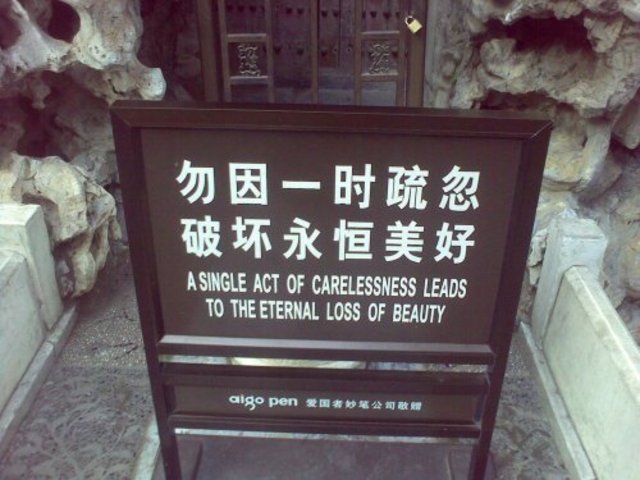 勿因一时疏忽
破坏永恒美好
A SINGLE ACT OF CARELESSNESS LEADS
TO THE ETERNAL LOSS OF BEAUTY
aigo pen 爱国者妙笔公司敬赠